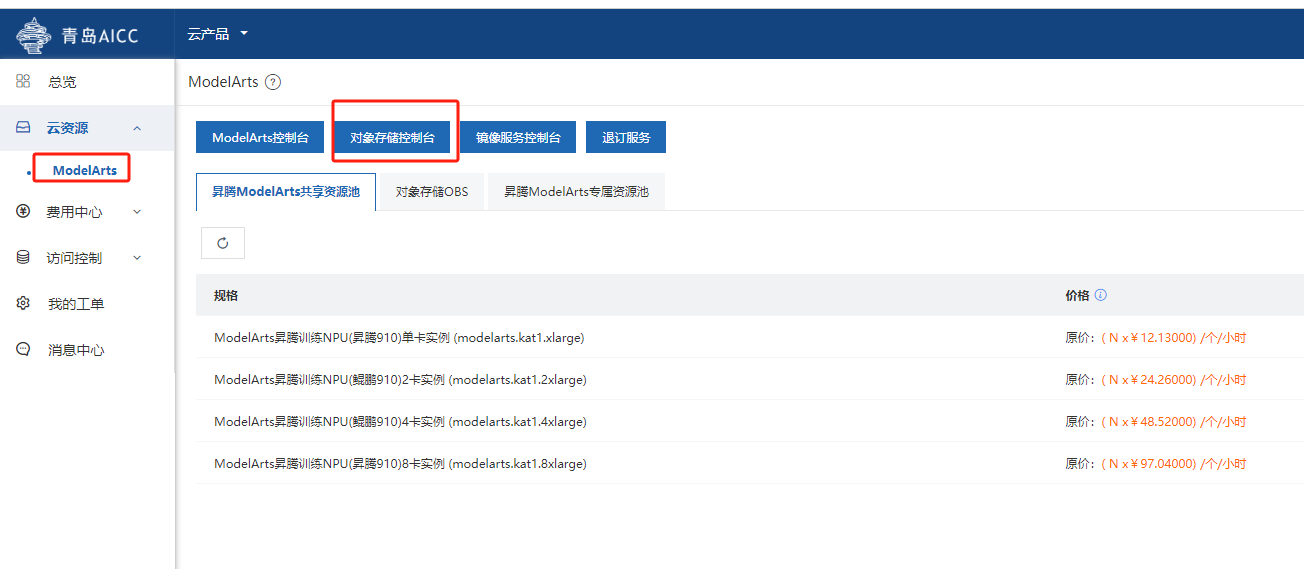 青岛AICC
云产品
总览
云资源
ModelArts
费用中心
访问控制
我的工单
消息中心
ModelArts ?
ModelArts控制台 对象存储控制台 镜像服务控制台 退订服务
昇腾ModelArts共享资源池 对象存储OBS 昇腾ModelArts专属资源池
规格 价格
ModelArts昇腾训练NPU(昇腾910)单卡实例 (modelarts.kat1.xlarge) 原价：( N x ¥ 12.13000) /个/小时
ModelArts昇腾训练NPU(鲲鹏910)2卡实例 (modelarts.kat1.2xlarge) 原价：( N x ¥ 24.26000) /个/小时
ModelArts昇腾训练NPU(鲲鹏910)4卡实例 (modelarts.kat1.4xlarge) 原价：( N x ¥ 48.52000) /个/小时
ModelArts昇腾训练NPU(昇腾910)8卡实例 (modelarts.kat1.8xlarge) 原价：( N x ¥ 97.04000) /个/小时